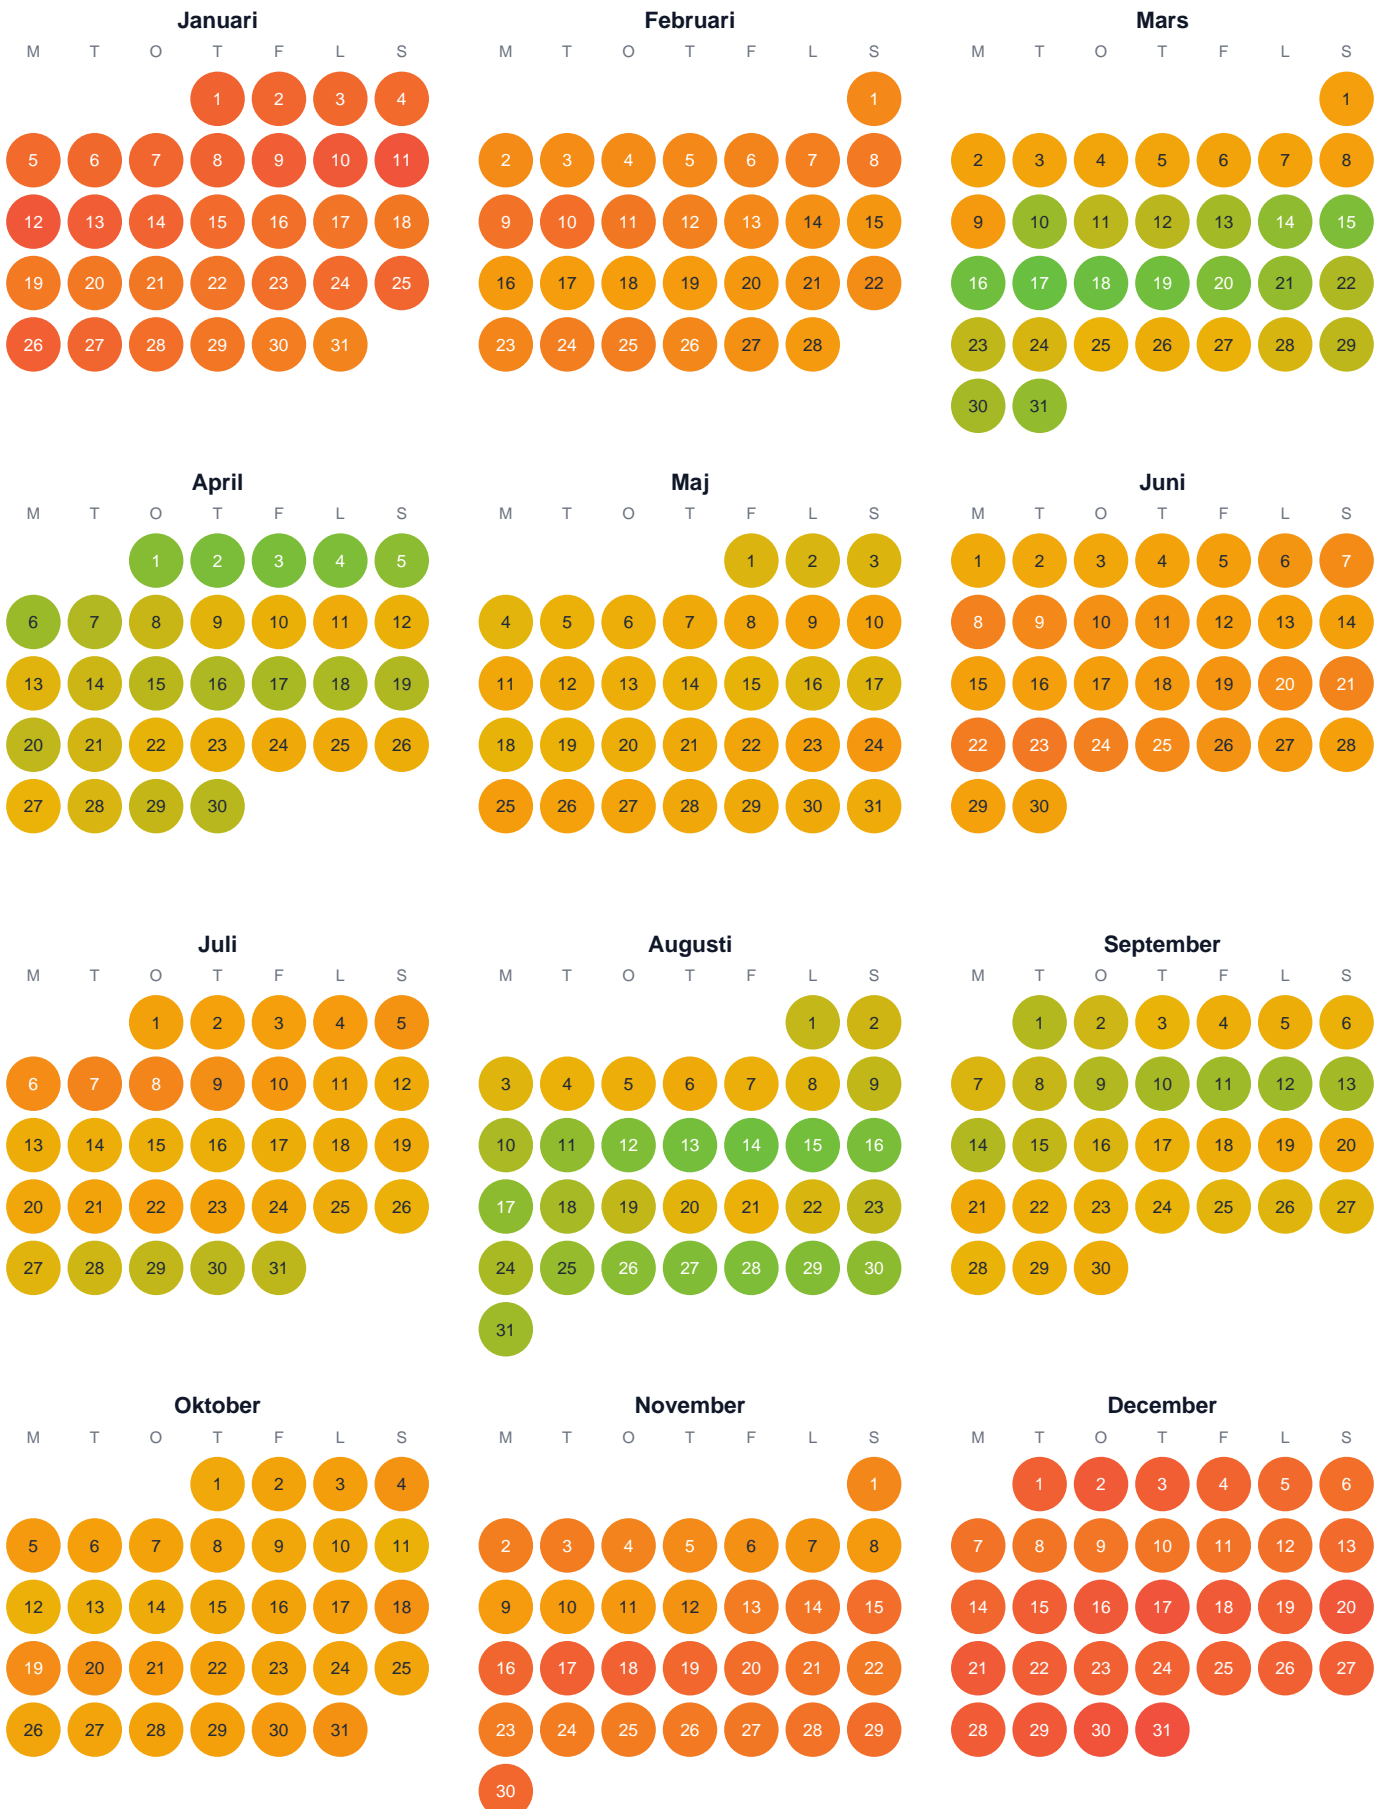 Januari Februari Mars
M T O T F L S M T O T F L S M T O T F L S
1 2 3 4 1 1
5 6 7 8 9 10 11 2 3 4 5 6 7 8 2 3 4 5 6 7 8
12 13 14 15 16 17 18 9 10 11 12 13 14 15 9 10 11 12 13 14 15
19 20 21 22 23 24 25 16 17 18 19 20 21 22 16 17 18 19 20 21 22
26 27 28 29 30 31 23 24 25 26 27 28 23 24 25 26 27 28 29
30 31
April Maj Juni
M T O T F L S M T O T F L S M T O T F L S
1 2 3 4 5 1 2 3 1 2 3 4 5 6 7
6 7 8 9 10 11 12 4 5 6 7 8 9 10 8 9 10 11 12 13 14
13 14 15 16 17 18 19 11 12 13 14 15 16 17 15 16 17 18 19 20 21
20 21 22 23 24 25 26 18 19 20 21 22 23 24 22 23 24 25 26 27 28
27 28 29 30 25 26 27 28 29 30 31 29 30
Juli Augusti September
M T O T F L S M T O T F L S M T O T F L S
1 2 3 4 5 1 2 1 2 3 4 5 6
6 7 8 9 10 11 12 3 4 5 6 7 8 9 7 8 9 10 11 12 13
13 14 15 16 17 18 19 10 11 12 13 14 15 16 14 15 16 17 18 19 20
20 21 22 23 24 25 26 17 18 19 20 21 22 23 21 22 23 24 25 26 27
27 28 29 30 31 24 25 26 27 28 29 30 28 29 30
31
Oktober November December
M T O T F L S M T O T F L S M T O T F L S
1 2 3 4 1 1 2 3 4 5 6
5 6 7 8 9 10 11 2 3 4 5 6 7 8 7 8 9 10 11 12 13
12 13 14 15 16 17 18 9 10 11 12 13 14 15 14 15 16 17 18 19 20
19 20 21 22 23 24 25 16 17 18 19 20 21 22 21 22 23 24 25 26 27
26 27 28 29 30 31 23 24 25 26 27 28 29 28 29 30 31
30